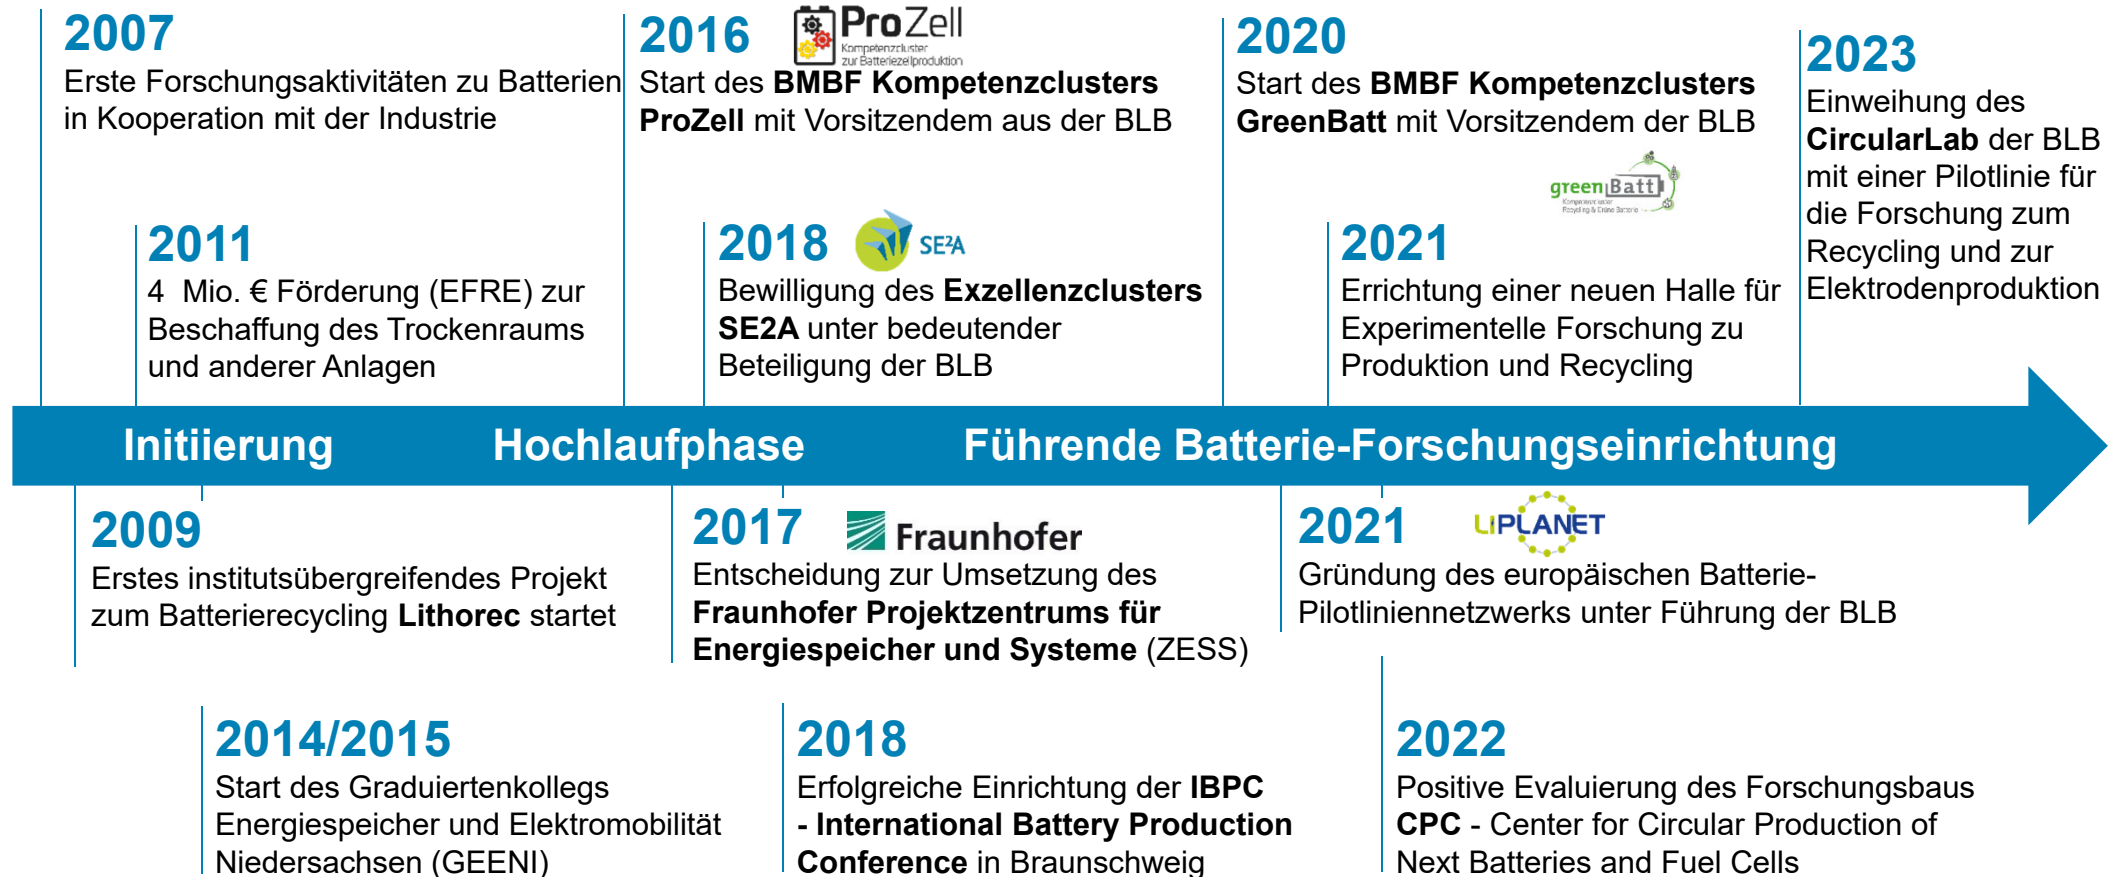 2007
Erste Forschungsaktivitäten zu Batterien
in Kooperation mit der Industrie
2011
4 Mio. € Förderung (EFRE) zur
Beschaffung des Trockenraums
und anderer Anlagen
2016
ProZell
Kompetenzcluster
zur Batteriezellproduktion
Start des BMBF Kompetenzclusters
ProZell mit Vorsitzendem aus der BLB
2018
SE²A
Bewilligung des Exzellenzclusters
SE2A unter bedeutender
Beteiligung der BLB
2020
Start des BMBF Kompetenzclusters
GreenBatt mit Vorsitzendem der BLB
greenBatt
Kompetenzcluster
Recycling & Grüne Batterie
2021
Errichtung einer neuen Halle für
Experimentelle Forschung zu
Produktion und Recycling
2023
Einweihung des
CircularLab der BLB
mit einer Pilotlinie für
die Forschung zum
Recycling und zur
Elektrodenproduktion
Initiierung
Hochlaufphase
Führende Batterie-Forschungseinrichtung
2009
Erstes institutsübergreifendes Projekt
zum Batterierecycling Lithorec startet
2014/2015
Start des Graduiertenkollegs
Energiespeicher und Elektromobilität
Niedersachsen (GEENI)
2017
Fraunhofer
Entscheidung zur Umsetzung des
Fraunhofer Projektzentrums für
Energiespeicher und Systeme (ZESS)
2018
Erfolgreiche Einrichtung der IBPC
- International Battery Production
Conference in Braunschweig
2021
LIPLANET
Gründung des europäischen Batterie-
Pilotliniennetzwerks unter Führung der BLB
2022
Positive Evaluierung des Forschungsbaus
CPC - Center for Circular Production of
Next Batteries and Fuel Cells